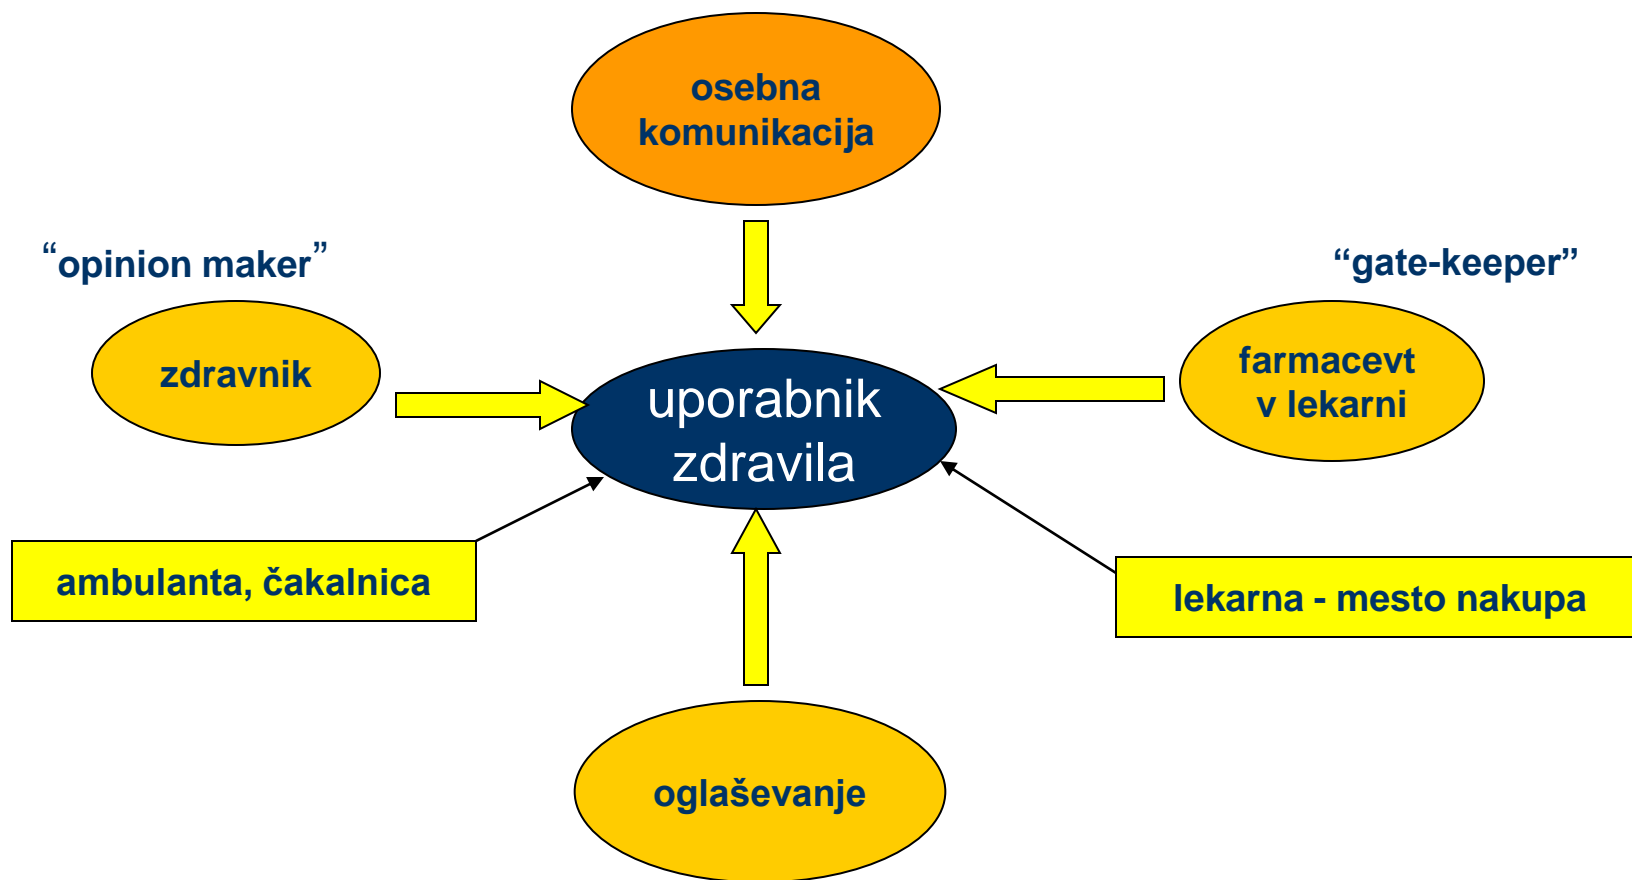 osebna
komunikacija
“opinion maker”
“gate-keeper”
zdravnik
farmacevt
v lekarni
uporabnik
zdravila
ambulanta, čakalnica
lekarna - mesto nakupa
oglaševanje